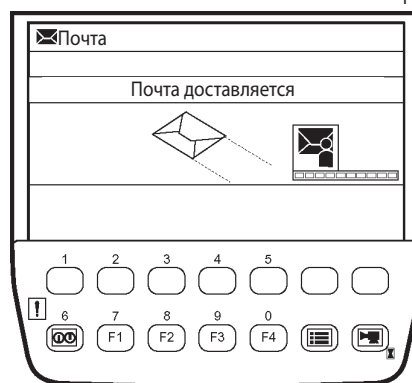 Почта
Почта доставляется
1 2 3 4 5
! 6 7 8 9 0
F1 F2 F3 F4